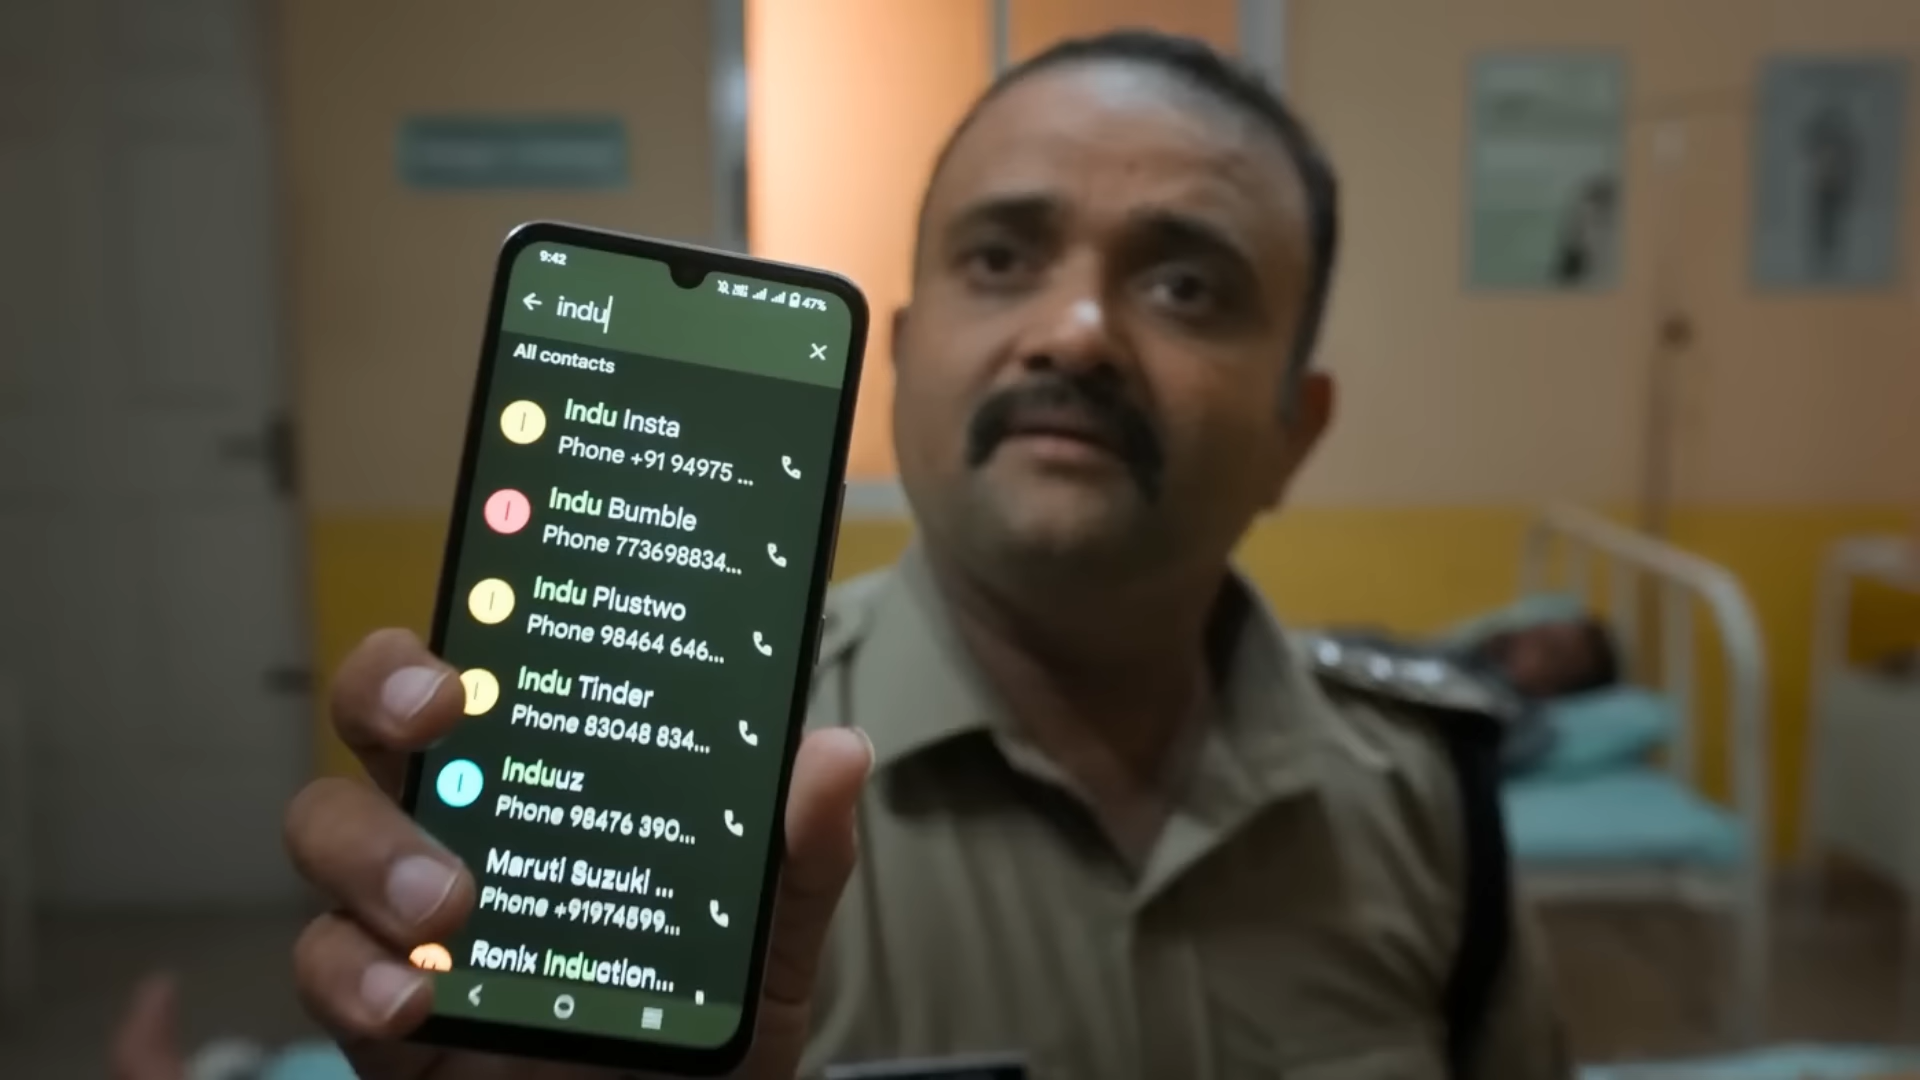 9:42
47%
indu
All contacts
Indu Insta
Phone +91 94975 ...
Indu Bumble
Phone 773698834...
Indu Plustwo
Phone 98464 646...
Indu Tinder
Phone 83048 834...
Induuz
Phone 98476 390...
Maruti Suzuki ...
Phone +91974599...
Ronix Induction...